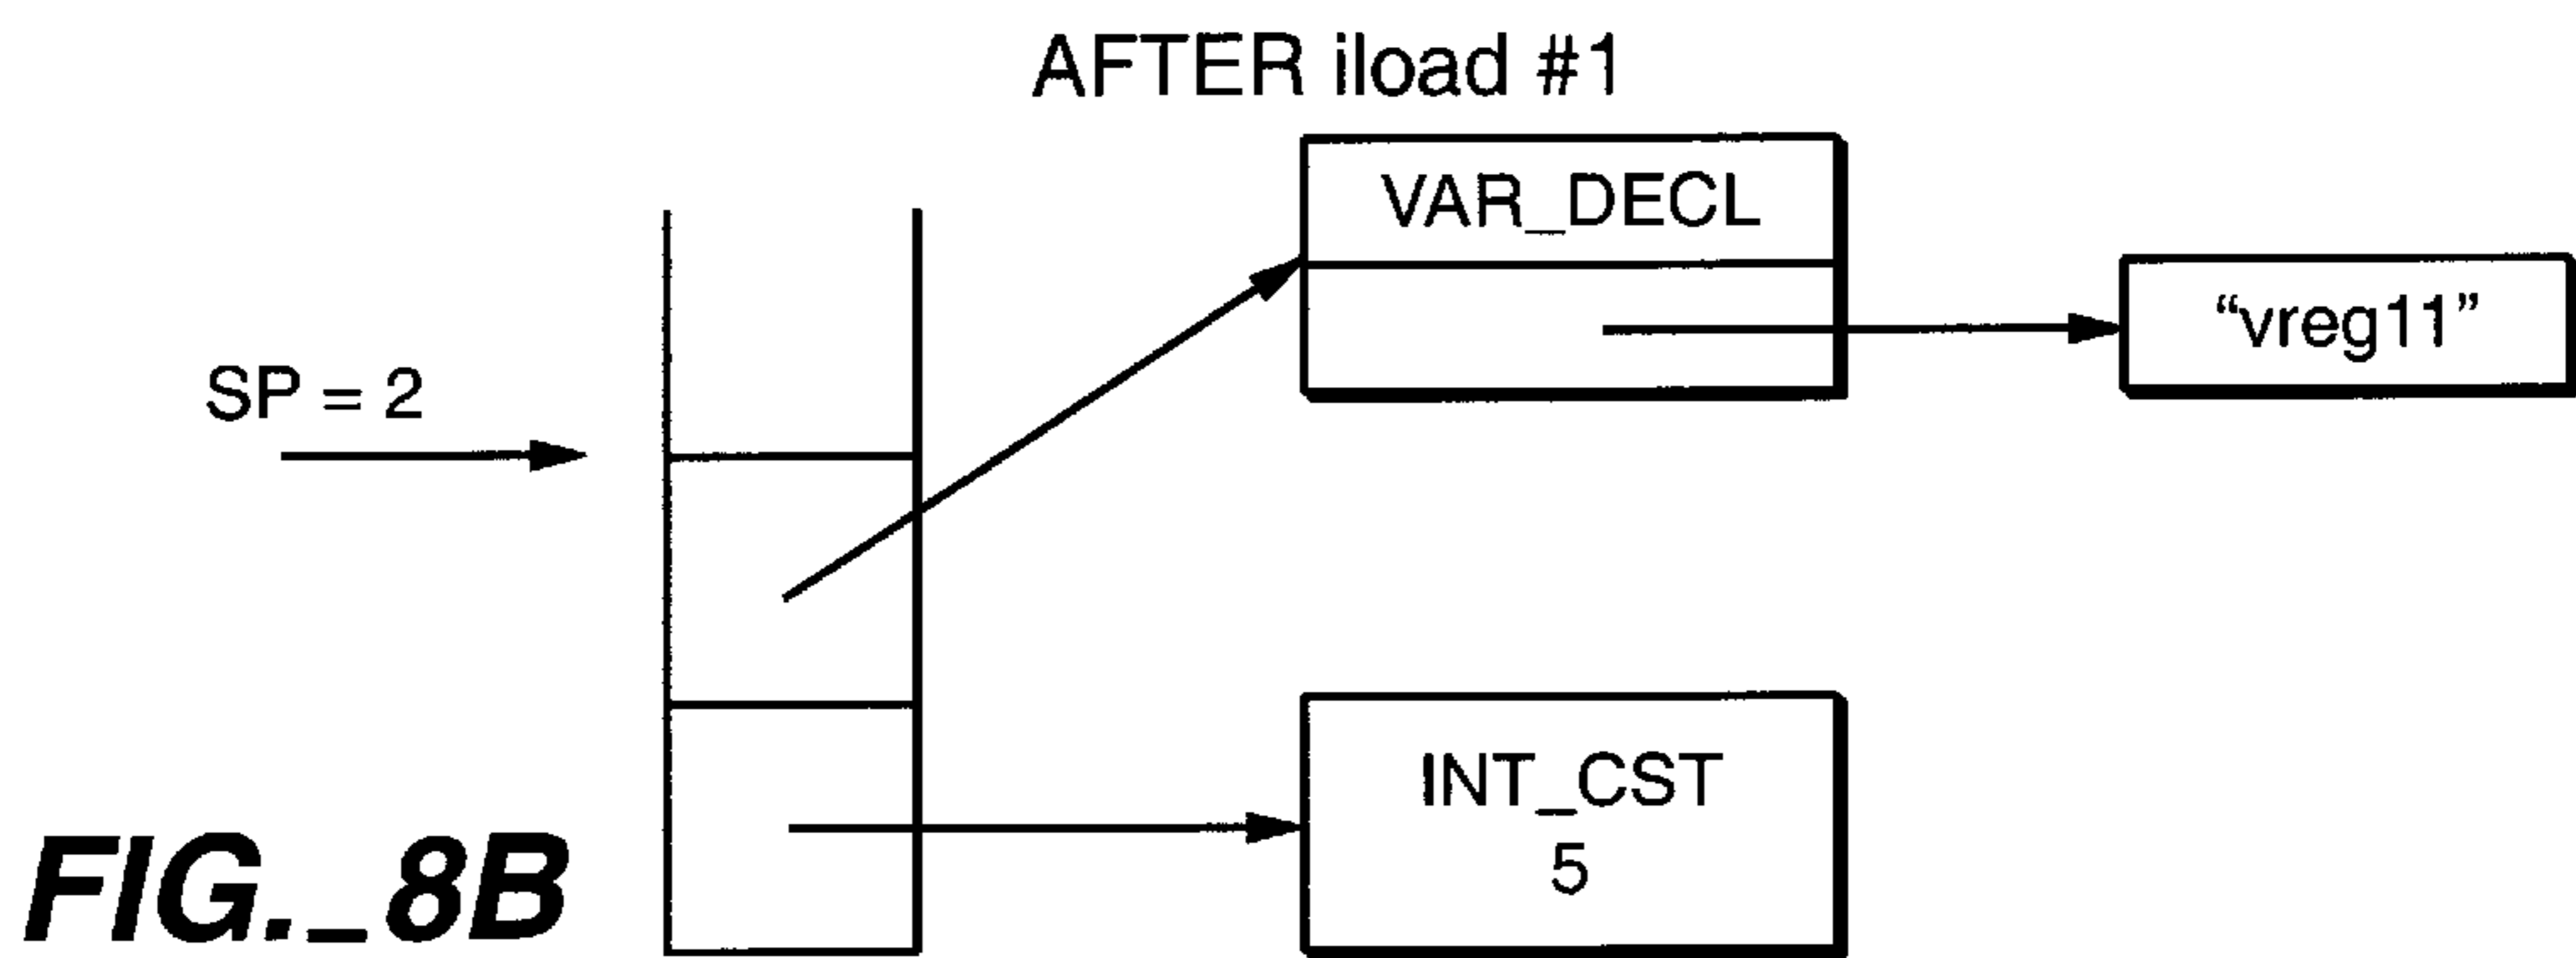 AFTER iload #1
VAR_DECL
“vreg11”
SP = 2
INT_CST
5
FIG._8B